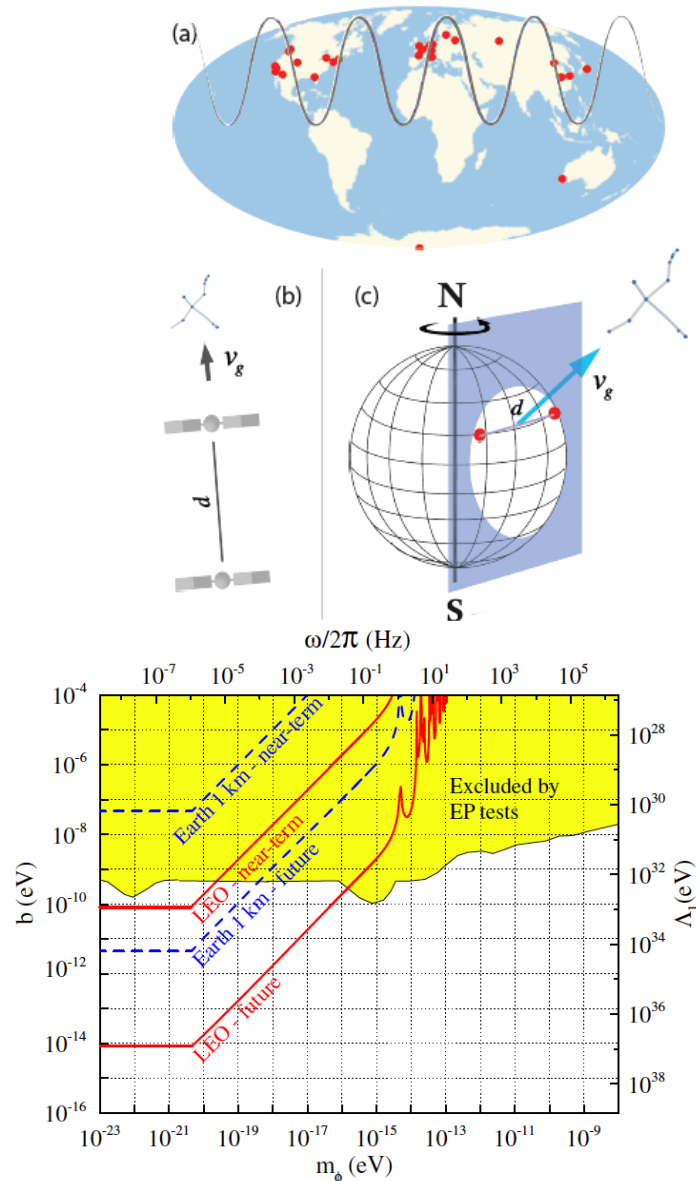 (a)
(b)
v_g
d
(c)
N
v_g
d
S
ω/2π (Hz)
10^-6 10^-5 10^-3 10^-1 10^1 10^3 10^5
10^-4
10^-6
10^-8
10^-10
10^-12
10^-14
10^-16
b (eV)
Earth 1 km - near-term
LEO - near-term
Earth 1 km - future
LEO - future
Excluded by
EP tests
10^28
10^30
10^32
10^34
10^36
10^38
Λ_1(eV)
10^-23 10^-21 10^-19 10^-17 10^-15 10^-13 10^-11 10^-9
m_ϕ (eV)